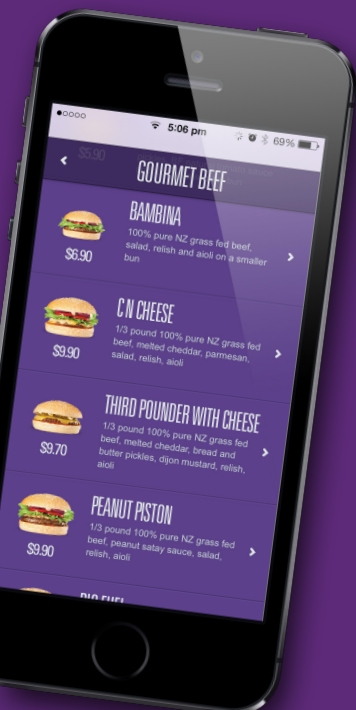 5:06 pm
69%
$5.90
GOURMET BEEF
BAMBINA
100% pure NZ grass fed beef,
salad, relish and aioli on a smaller
bun
$6.90
C N CHEESE
1/3 pound 100% pure NZ grass fed
beef, melted cheddar, parmesan,
salad, relish, aioli
$9.90
THIRD POUNDER WITH CHEESE
1/3 pound 100% pure NZ grass fed
beef, melted cheddar, bread and
butter pickles, dijon mustard, relish,
aioli
$9.70
PEANUT PISTON
1/3 pound 100% pure NZ grass fed
beef, peanut satay sauce, salad,
relish, aioli
$9.90